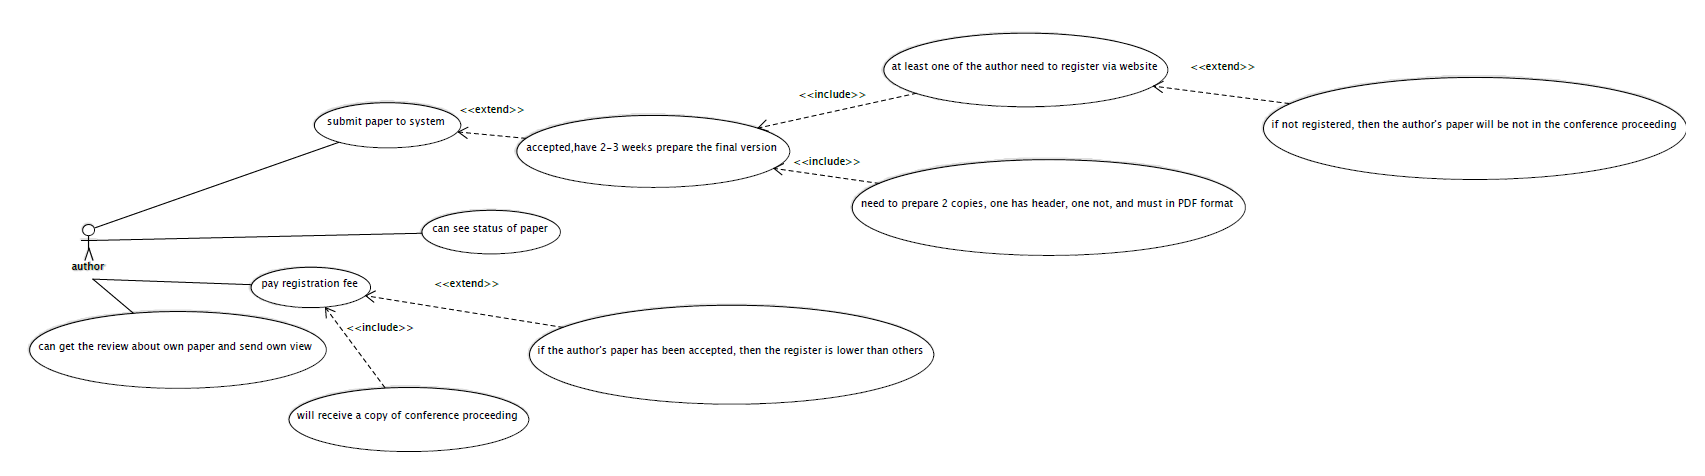 at least one of the author need to register via website
<<extend>>
<<include>>
<<extend>>
submit paper to system
if not registered, then the author's paper will be not in the conference proceeding
accepted,have 2-3 weeks prepare the final version
<<include>>
need to prepare 2 copies, one has header, one not, and must in PDF format
can see status of paper
author
pay registration fee
<<extend>>
<<include>>
can get the review about own paper and send own view
if the author's paper has been accepted, then the register is lower than others
will receive a copy of conference proceeding